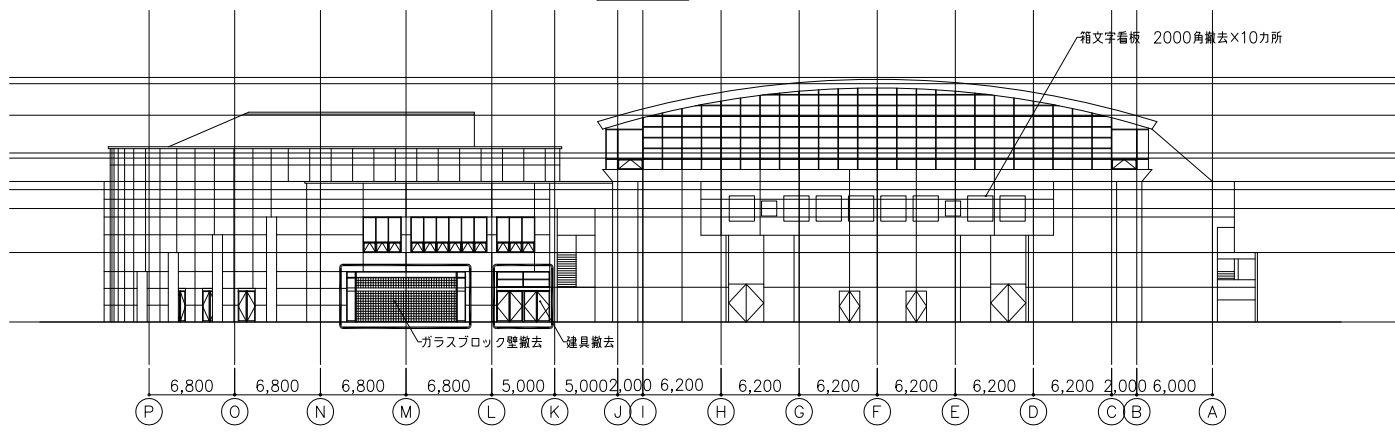 箱文字看板 2000角撤去×10カ所
ガラスブロック壁撤去
建具撤去
6,800 6,800 6,800 6,800 5,000 5,000 2,000 6,200 6,200 6,200 6,200 6,200 6,200 2,000 6,000
P O N M L K J I H G F E D C B A